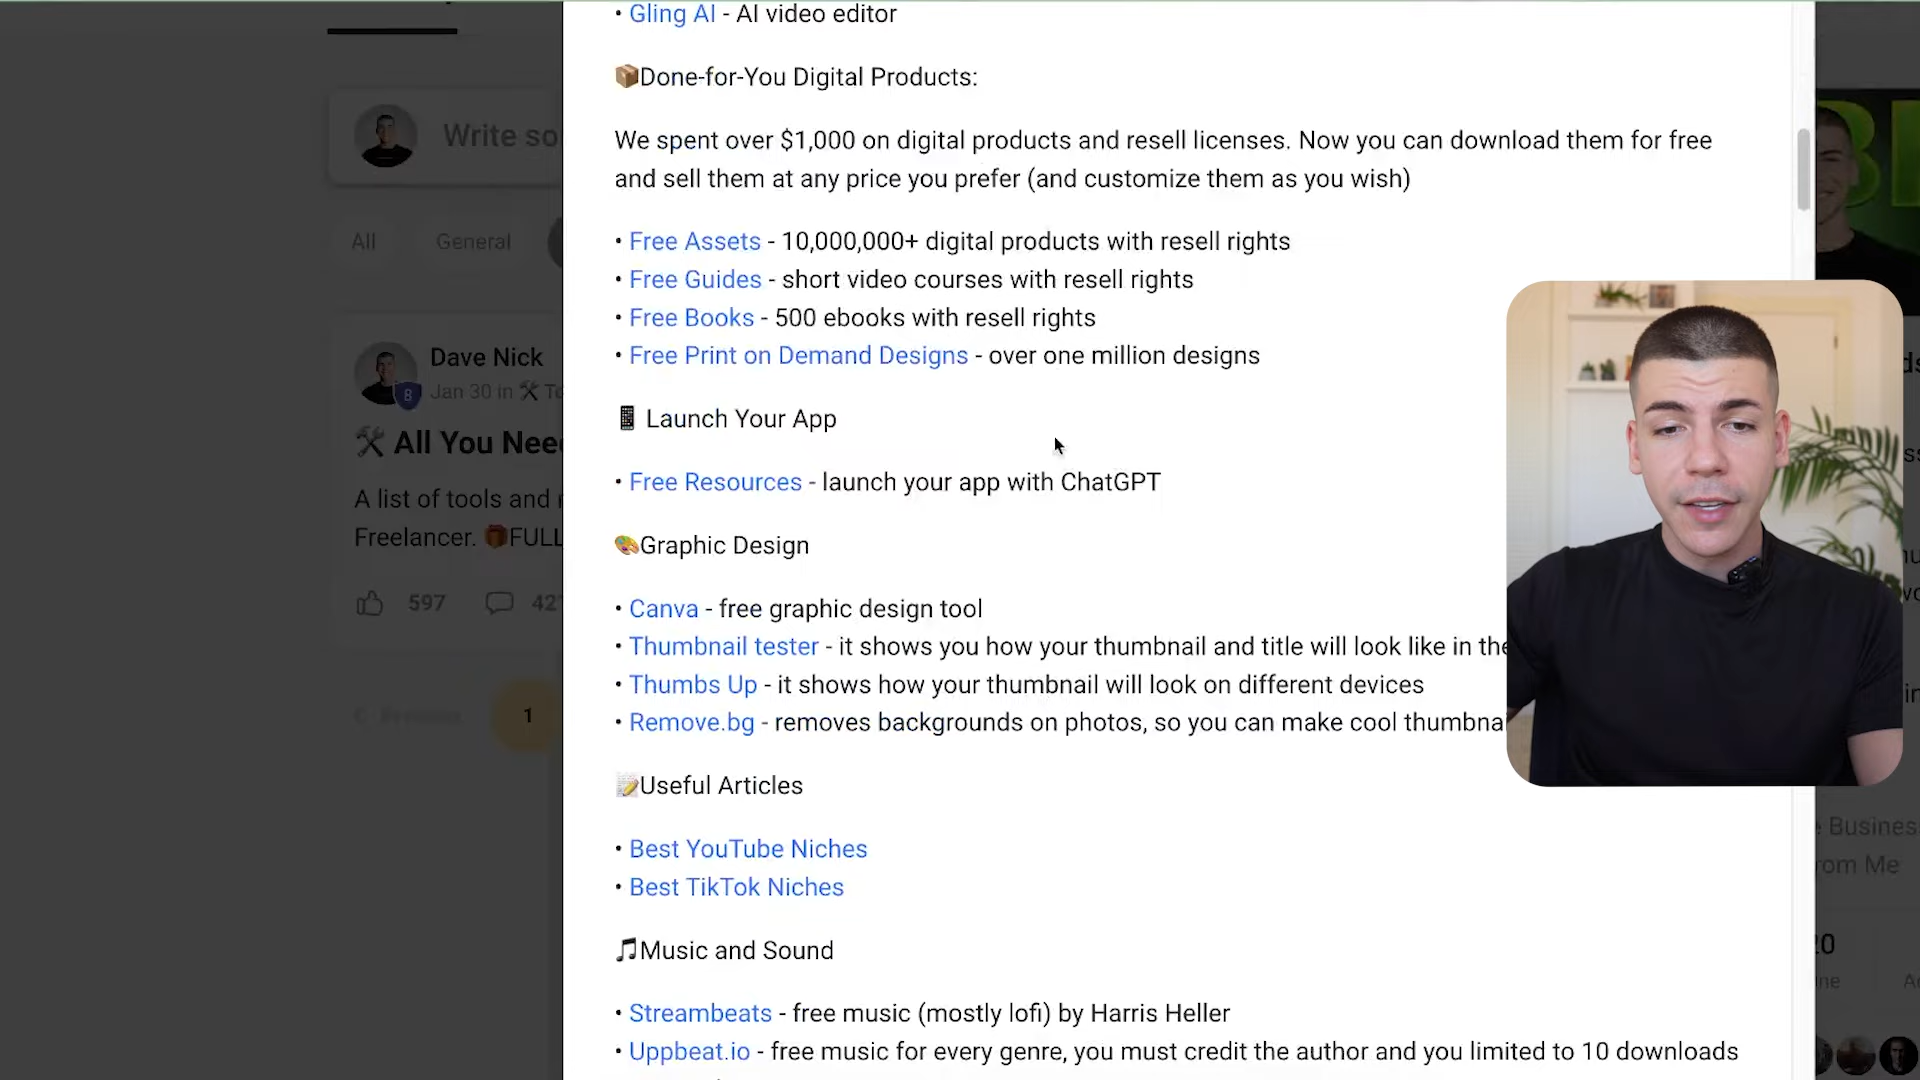 • Gling AI - AI video editor
📦Done-for-You Digital Products:
We spent over $1,000 on digital products and resell licenses. Now you can download them for free
and sell them at any price you prefer (and customize them as you wish)
• Free Assets - 10,000,000+ digital products with resell rights
• Free Guides - short video courses with resell rights
• Free Books - 500 ebooks with resell rights
• Free Print on Demand Designs - over one million designs
📱 Launch Your App
• Free Resources - launch your app with ChatGPT
🎨Graphic Design
• Canva - free graphic design tool
• Thumbnail tester - it shows you how your thumbnail and title will look like in the
• Thumbs Up - it shows how your thumbnail will look on different devices
• Remove.bg - removes backgrounds on photos, so you can make cool thumbna
📝Useful Articles
• Best YouTube Niches
• Best TikTok Niches
🎵Music and Sound
• Streambeats - free music (mostly lofi) by Harris Heller
• Uppbeat.io - free music for every genre, you must credit the author and you limited to 10 downloads
Write so
All
General
Dave Nick
8
Jan 30 in 🛠 To
🛠 All You Nee
A list of tools and
Freelancer. 🎁FULL
597
42
Previous
1
Business
rom Me
20